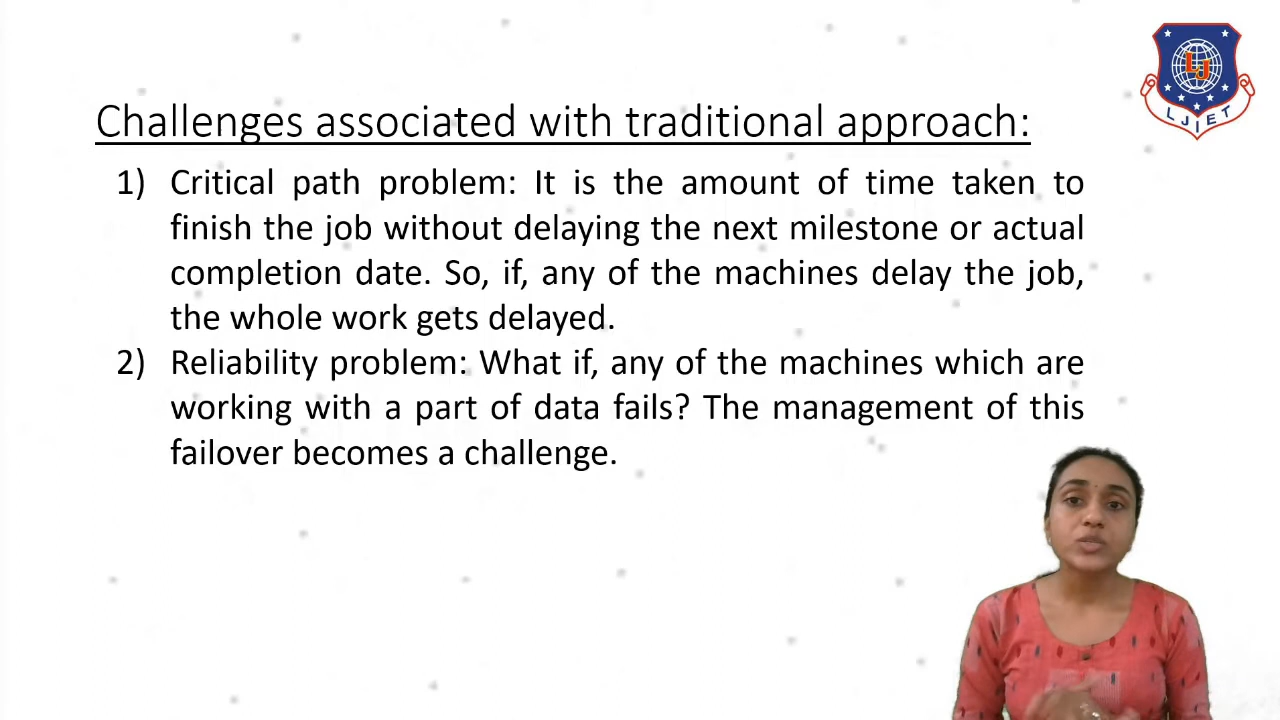 Challenges associated with traditional approach:
1) Critical path problem: It is the amount of time taken to
finish the job without delaying the next milestone or actual
completion date. So, if, any of the machines delay the job,
the whole work gets delayed.
2) Reliability problem: What if, any of the machines which are
working with a part of data fails? The management of this
failover becomes a challenge.
LJ
LJIET